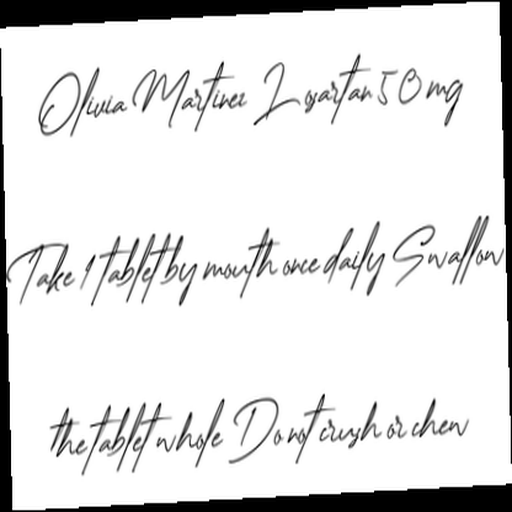 Olivia Martinez Losartan 50 mg
Take 1 tablet by mouth once daily Swallow
the tablet whole Do not crush or chew